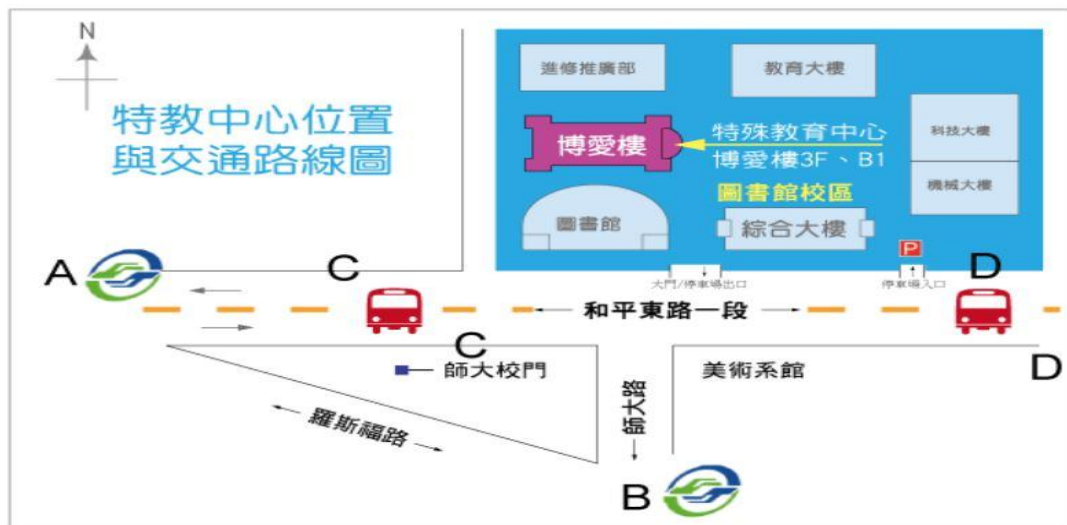 N
特教中心位置
與交通路線圖
進修推廣部
教育大樓
博愛樓
特殊教育中心
博愛樓3F、B1
科技大樓
機械大樓
圖書館校區
圖書館
綜合大樓
P
A
C
D
大門/停車場出口
停車場入口
和平東路一段
C
D
師大校門
美術系館
師大路
羅斯福路
B